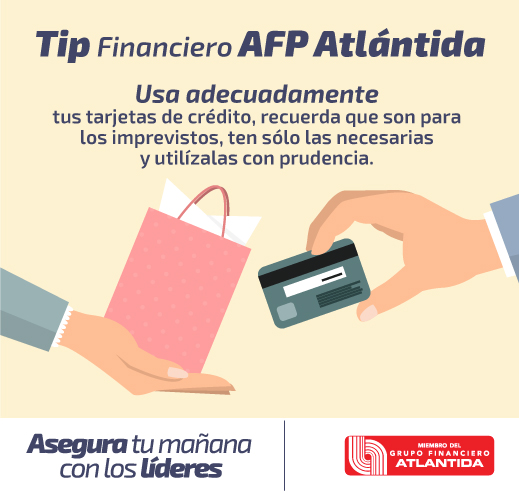 Tip Financiero AFP Atlántida
Usa adecuadamente
tus tarjetas de crédito, recuerda que son para
los imprevistos, ten sólo las necesarias
y utilízalas con prudencia.
Asegura tu mañana
con los líderes
MIEMBRO DEL
GRUPO FINANCIERO
ATLANTIDA